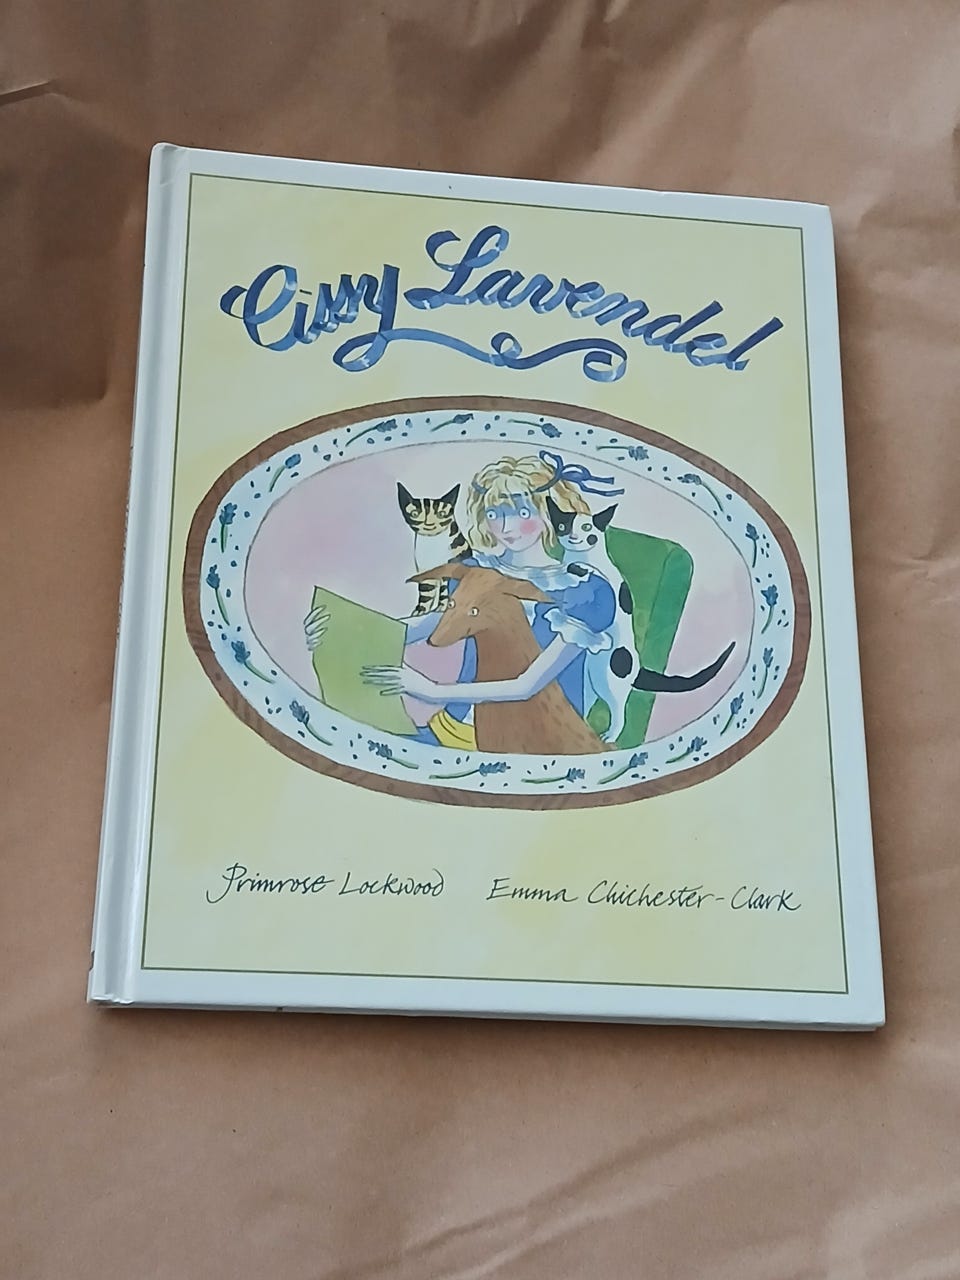 Cissy Lavendel
Primrose Lockwood Emma Chichester-Clark